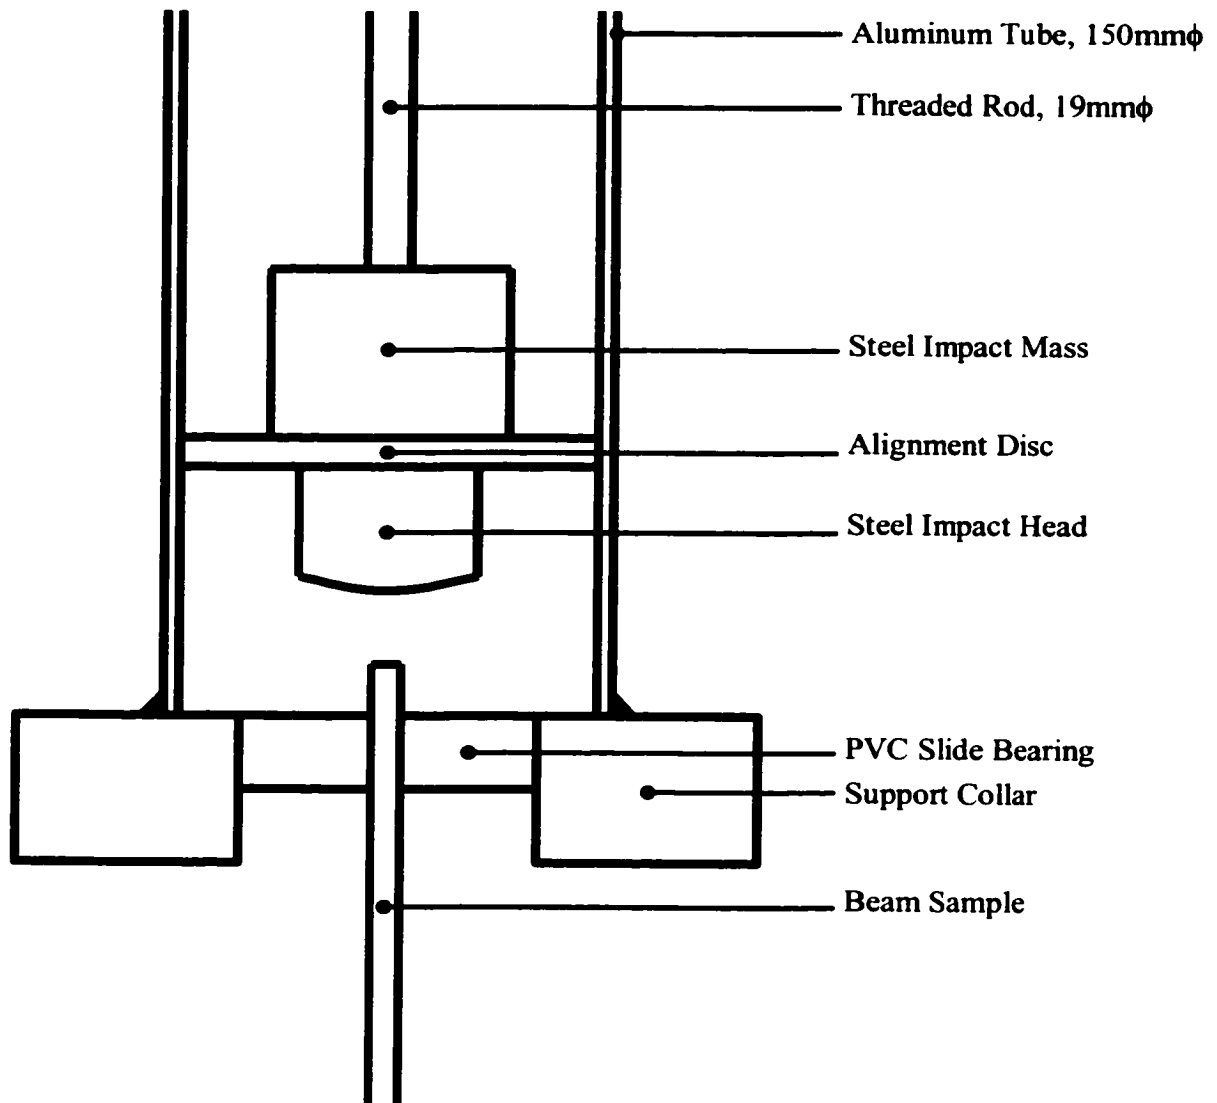 Aluminum Tube, 150mmϕ
Threaded Rod, 19mmϕ
Steel Impact Mass
Alignment Disc
Steel Impact Head
PVC Slide Bearing
Support Collar
Beam Sample